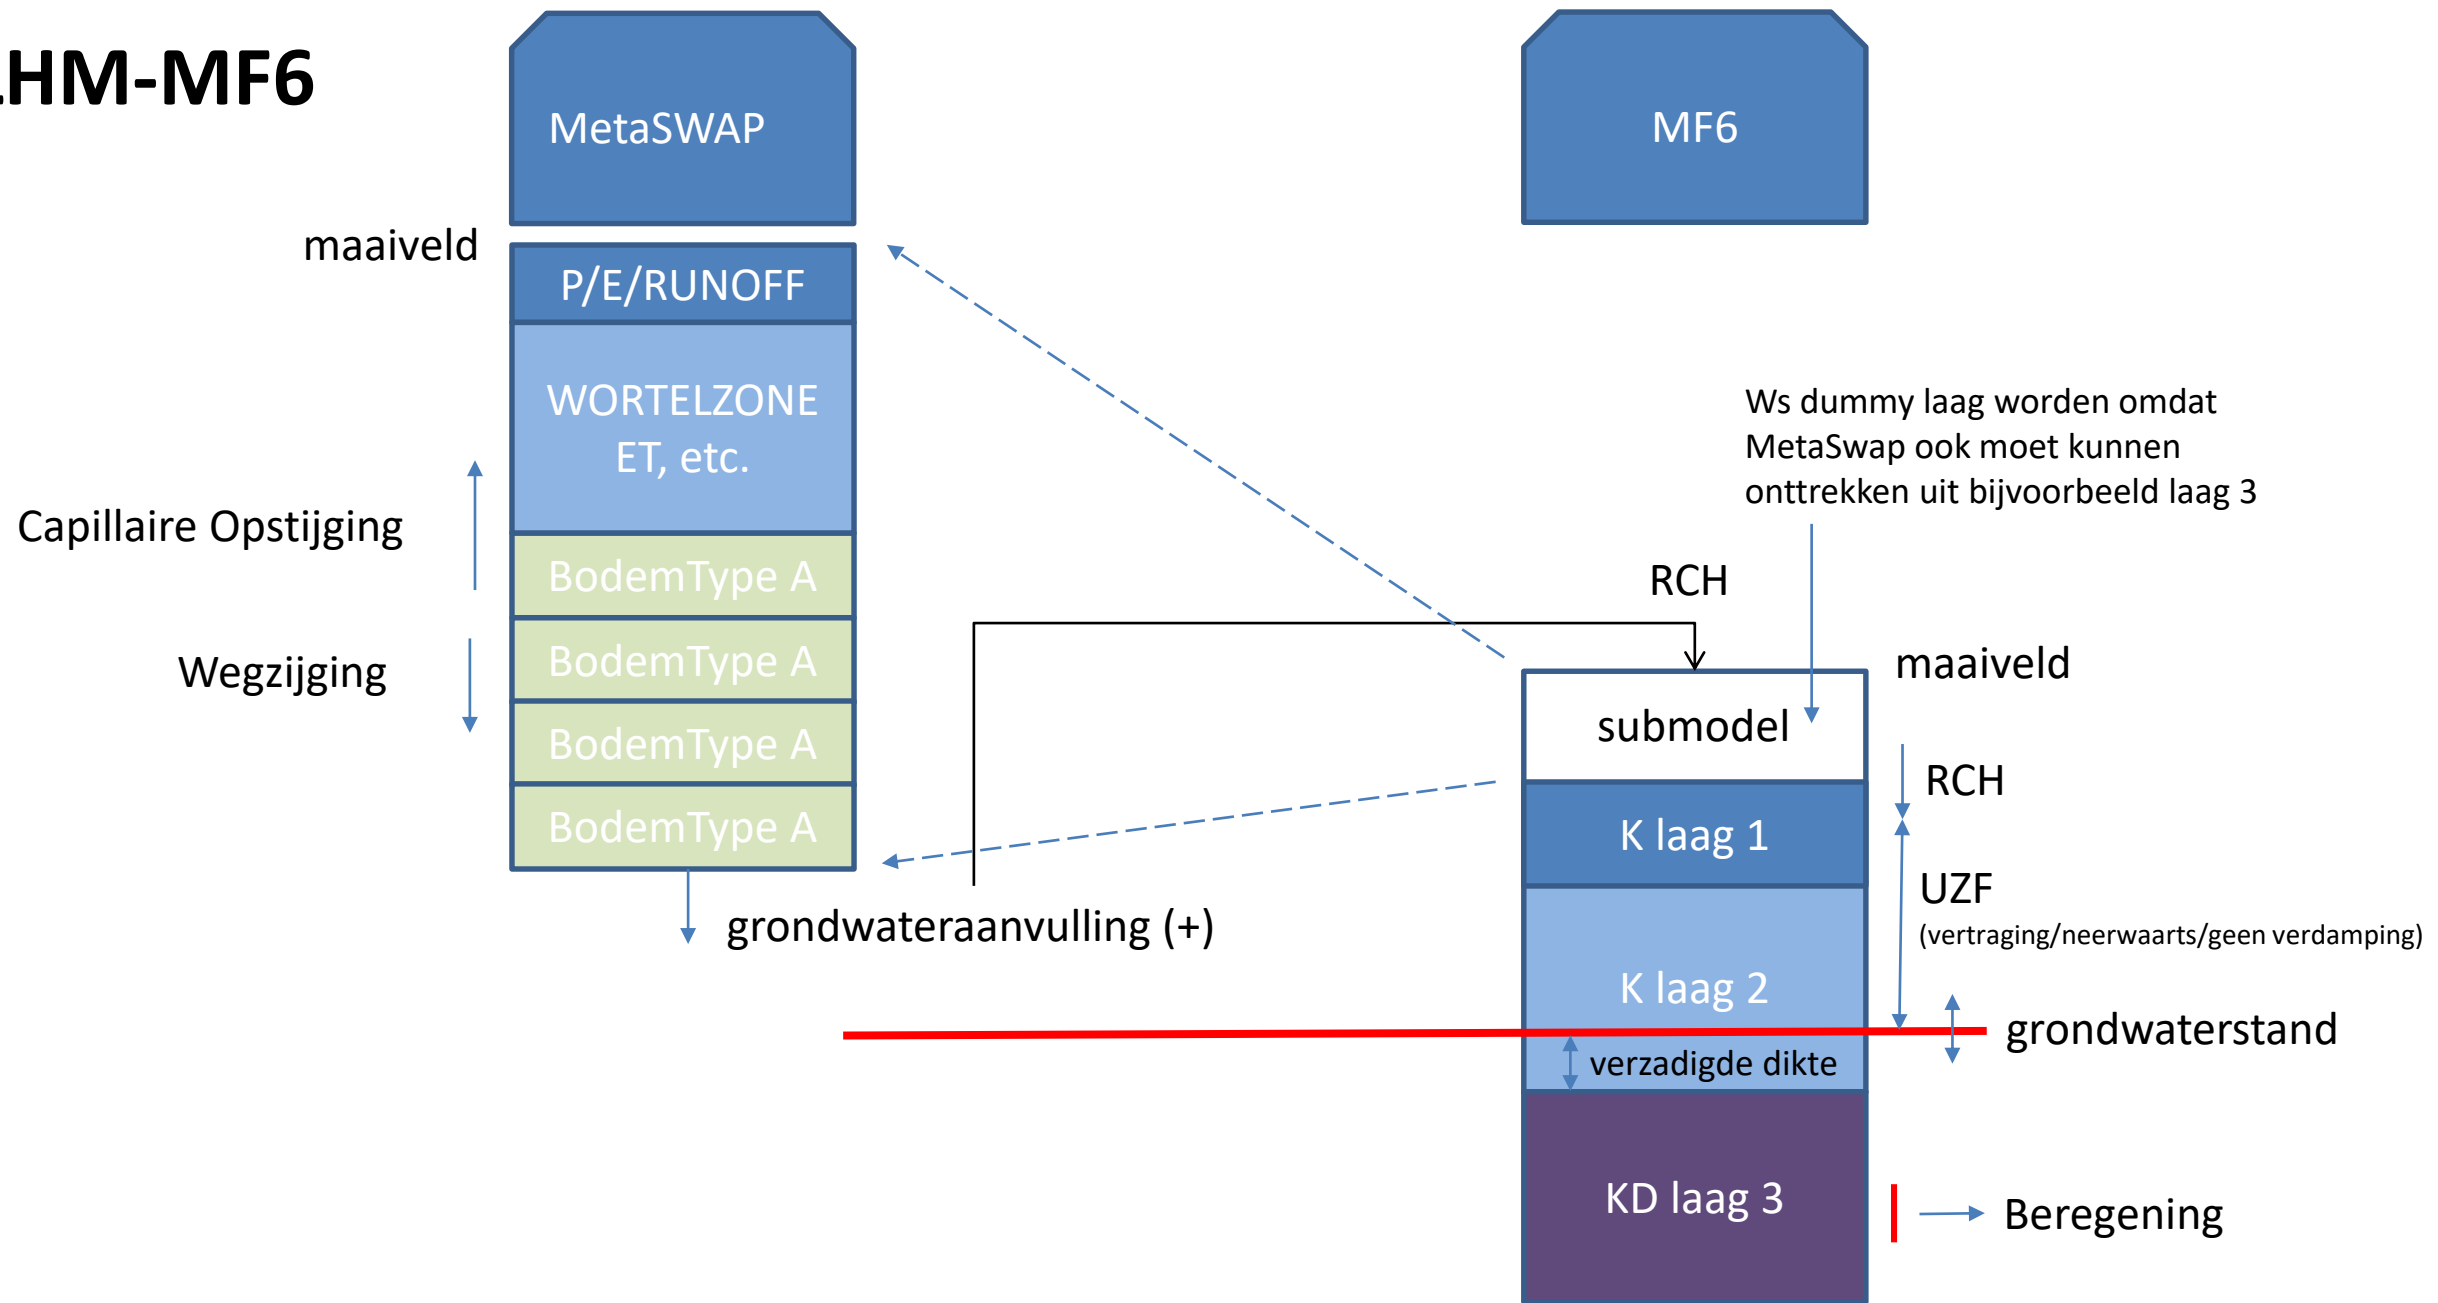 HM-MF6
MetaSWAP
MF6
maaiveld
P/E/RUNOFF
WORTELZONE
ET, etc.
Capillaire Opstijging
BodemType A
BodemType A
BodemType A
BodemType A
Wegzijging
grondwateraanvulling (+)
Ws dummy laag worden omdat
MetaSwap ook moet kunnen
onttrekken uit bijvoorbeeld laag 3
RCH
maaiveld
submodel
RCH
K laag 1
UZF
(vertraging/neerwaarts/geen verdamping)
K laag 2
grondwaterstand
verzadigde dikte
KD laag 3
Beregening